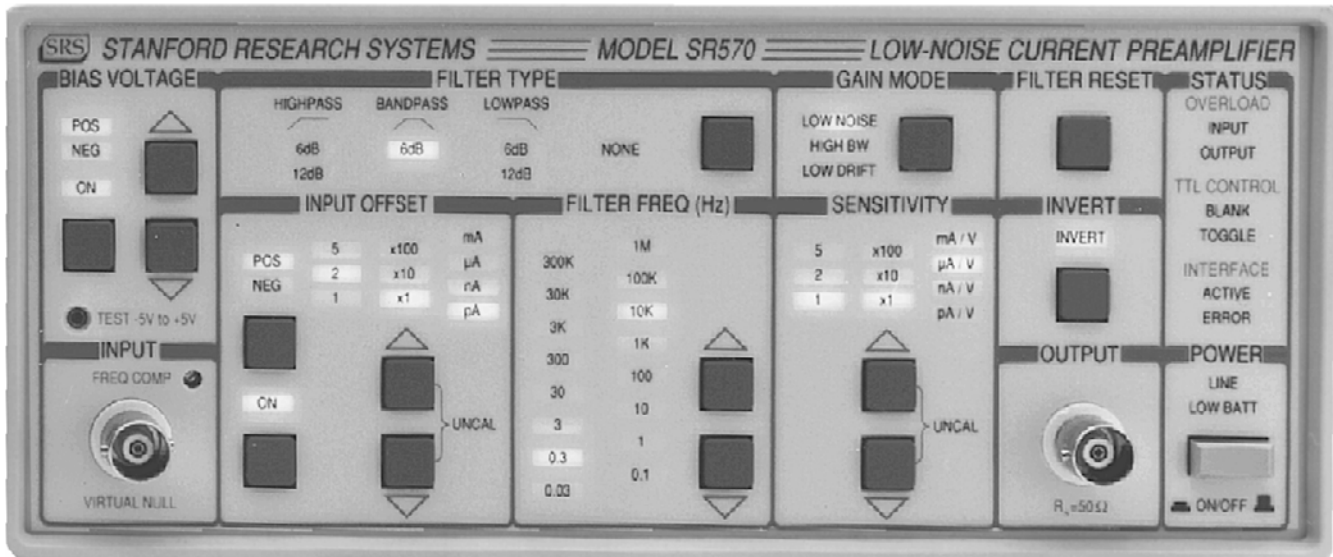 SRS STANFORD RESEARCH SYSTEMS MODEL SR570 LOW-NOISE CURRENT PREAMPLIFIER
BIAS VOLTAGE
POS
NEG
ON
TEST -5V to +5V
FILTER TYPE
HIGHPASS BANDPASS LOWPASS
6dB 6dB 6dB NONE
12dB 12dB
GAIN MODE
LOW NOISE
HIGH BW
LOW DRIFT
FILTER RESET
STATUS
OVERLOAD
INPUT
OUTPUT
TTL CONTROL
BLANK
TOGGLE
INTERFACE
ACTIVE
ERROR
INPUT
FREQ COMP
VIRTUAL NULL
INPUT OFFSET
POS
NEG
5 x100 mA
2 x10 µA
1 x1 nA
pA
ON
UNCAL
FILTER FREQ (Hz)
1M
300K
100K
30K
10K
3K
1K
300
100
30
10
3
1
0.3
0.1
0.03
SENSITIVITY
5 x100 mA / V
2 x10 µA / V
1 x1 nA / V
pA / V
UNCAL
INVERT
INVERT
OUTPUT
R =50Ω
POWER
LINE
LOW BATT
ON/OFF